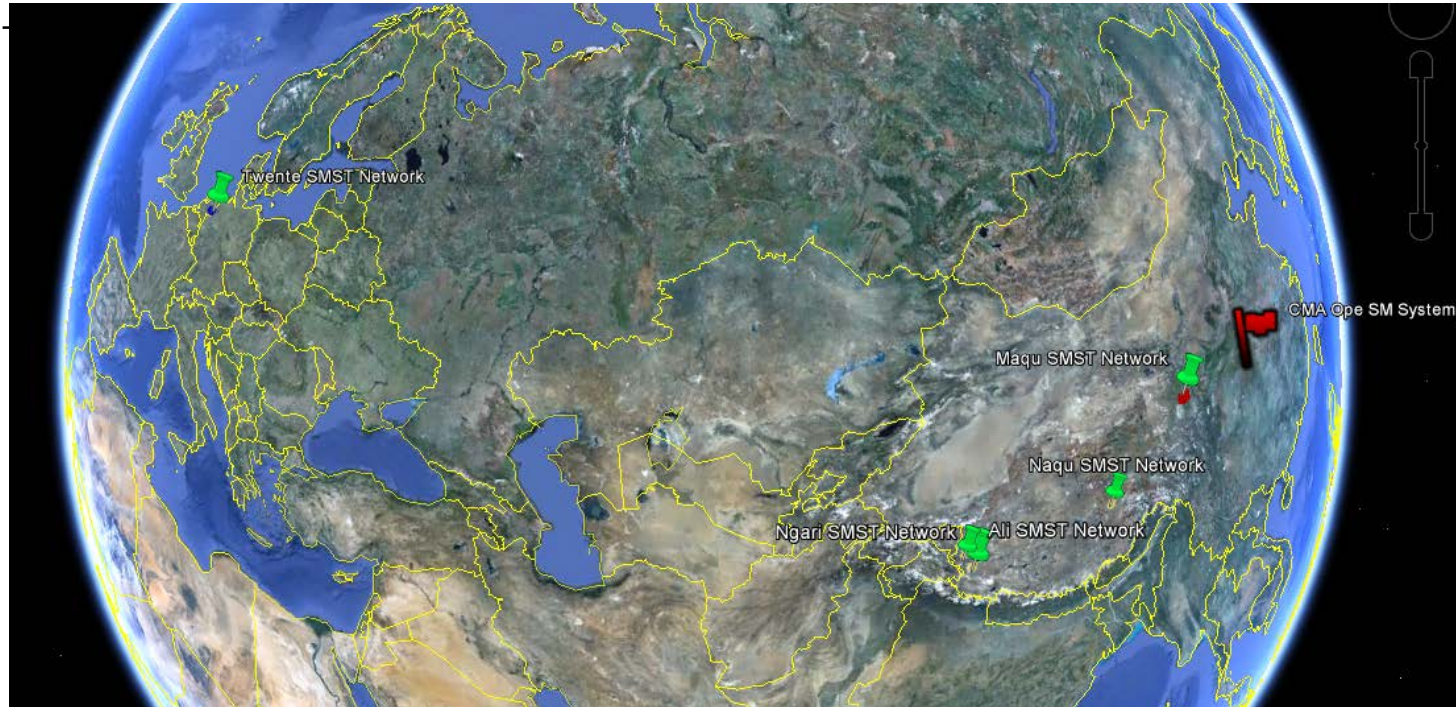 Twente SMST Network
CMA Ope SM System
Maqu SMST Network
Naqu SMST Network
Ngari SMST Network
Ali SMST Network